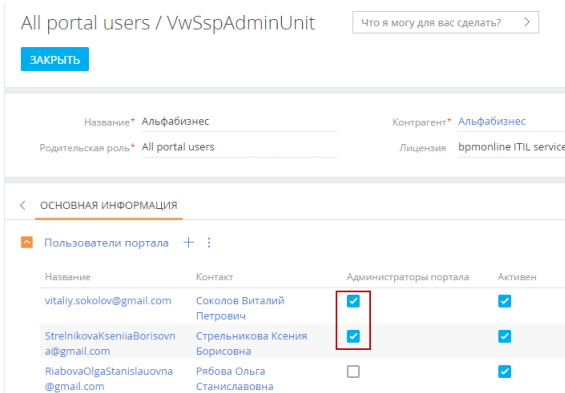 All portal users / VwSspAdminUnit
Что я могу для вас сделать? >
ЗАКРЫТЬ
Название* Альфабизнес Контрагент* Альфабизнес
Родительская роль* All portal users Лицензия bpmonline ITIL service
< ОСНОВНАЯ ИНФОРМАЦИЯ
Пользователи портала + ⋮
Название Контакт Администраторы портала Активен
vitaliy.sokolov@gmail.com Соколов Виталий
Петрович
StrelnikovaKseniiaBorisovn Стрельникова Ксения
a@gmail.com Борисовна
RiabovaOlgaStanislauovna Рябова Ольга
@gmail.com Станиславовна